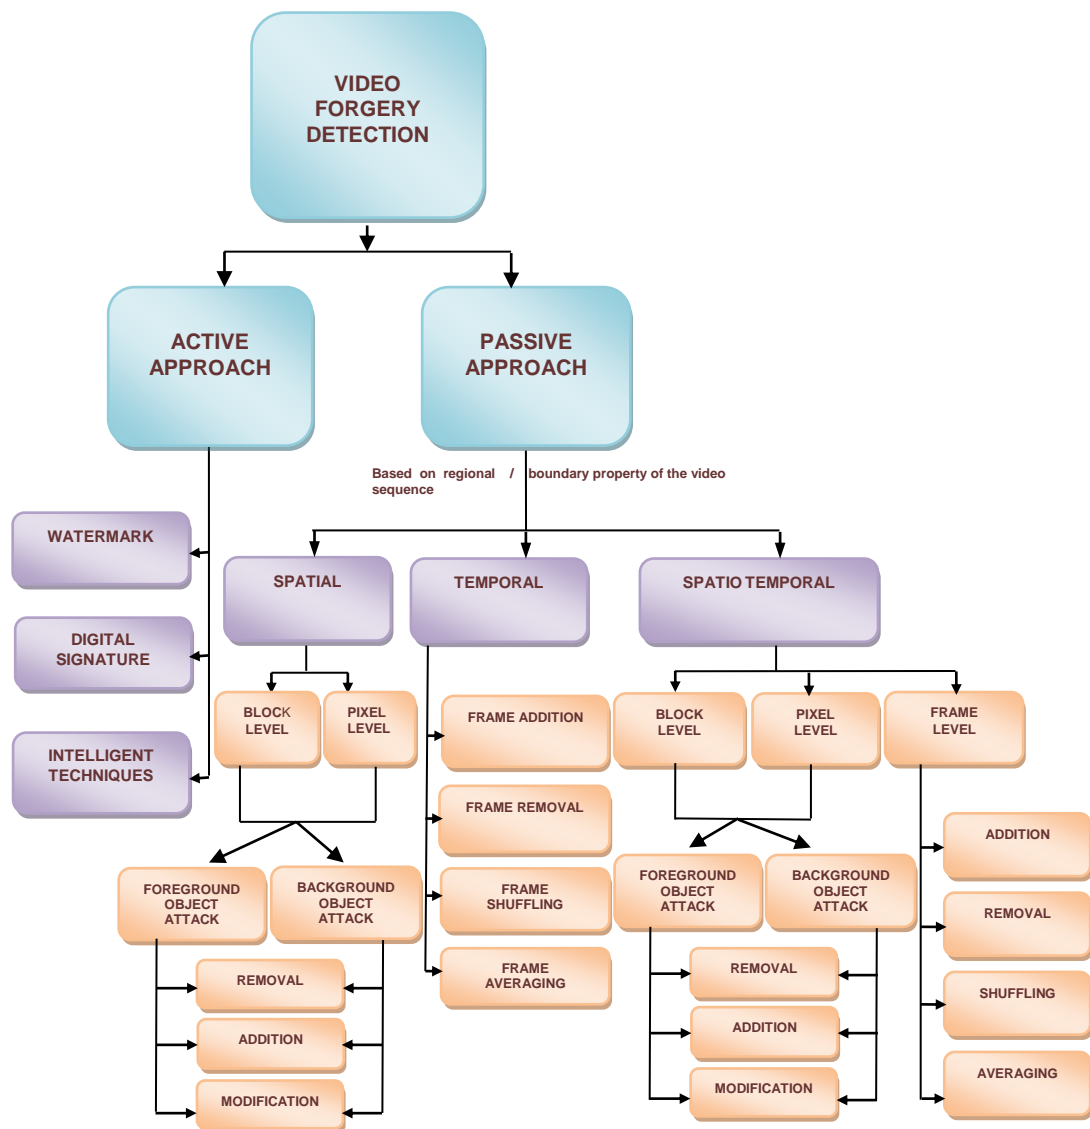 VIDEO
FORGERY
DETECTION
ACTIVE
APPROACH
PASSIVE
APPROACH
Based on regional / boundary property of the video
sequence
WATERMARK
DIGITAL
SIGNATURE
INTELLIGENT
TECHNIQUES
SPATIAL
TEMPORAL
SPATIO TEMPORAL
BLOCK
LEVEL
PIXEL
LEVEL
FOREGROUND
OBJECT
ATTACK
BACKGROUND
OBJECT
ATTACK
REMOVAL
ADDITION
MODIFICATION
FRAME ADDITION
FRAME REMOVAL
FRAME
SHUFFLING
FRAME
AVERAGING
BLOCK
LEVEL
PIXEL
LEVEL
FRAME
LEVEL
FOREGROUND
OBJECT
ATTACK
BACKGROUND
OBJECT
ATTACK
REMOVAL
ADDITION
MODIFICATION
ADDITION
REMOVAL
SHUFFLING
AVERAGING